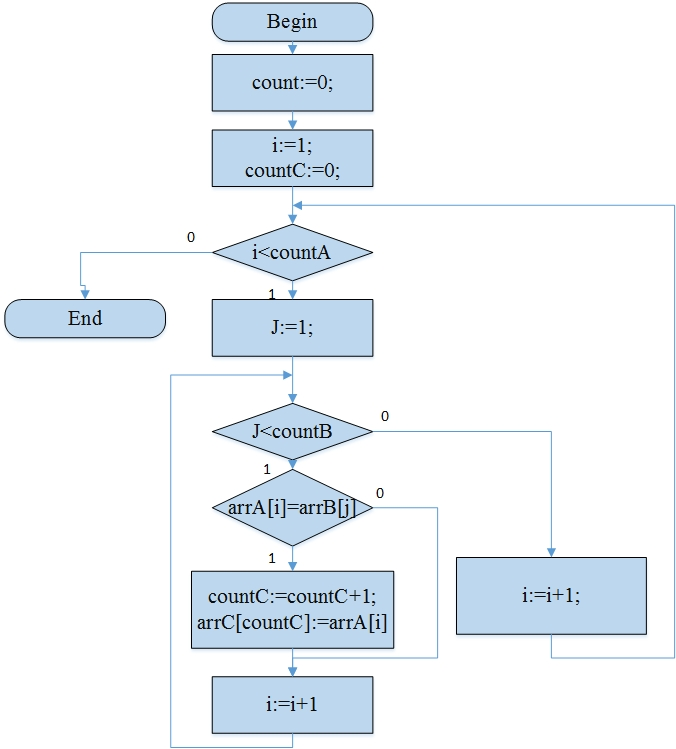 Begin
count:=0;
i:=1;
countC:=0;
i<countA
0
1
End
J:=1;
J<countB
0
1
arrA[i]=arrB[j]
0
1
countC:=countC+1;
arrC[countC]:=arrA[i]
i:=i+1;
i:=i+1